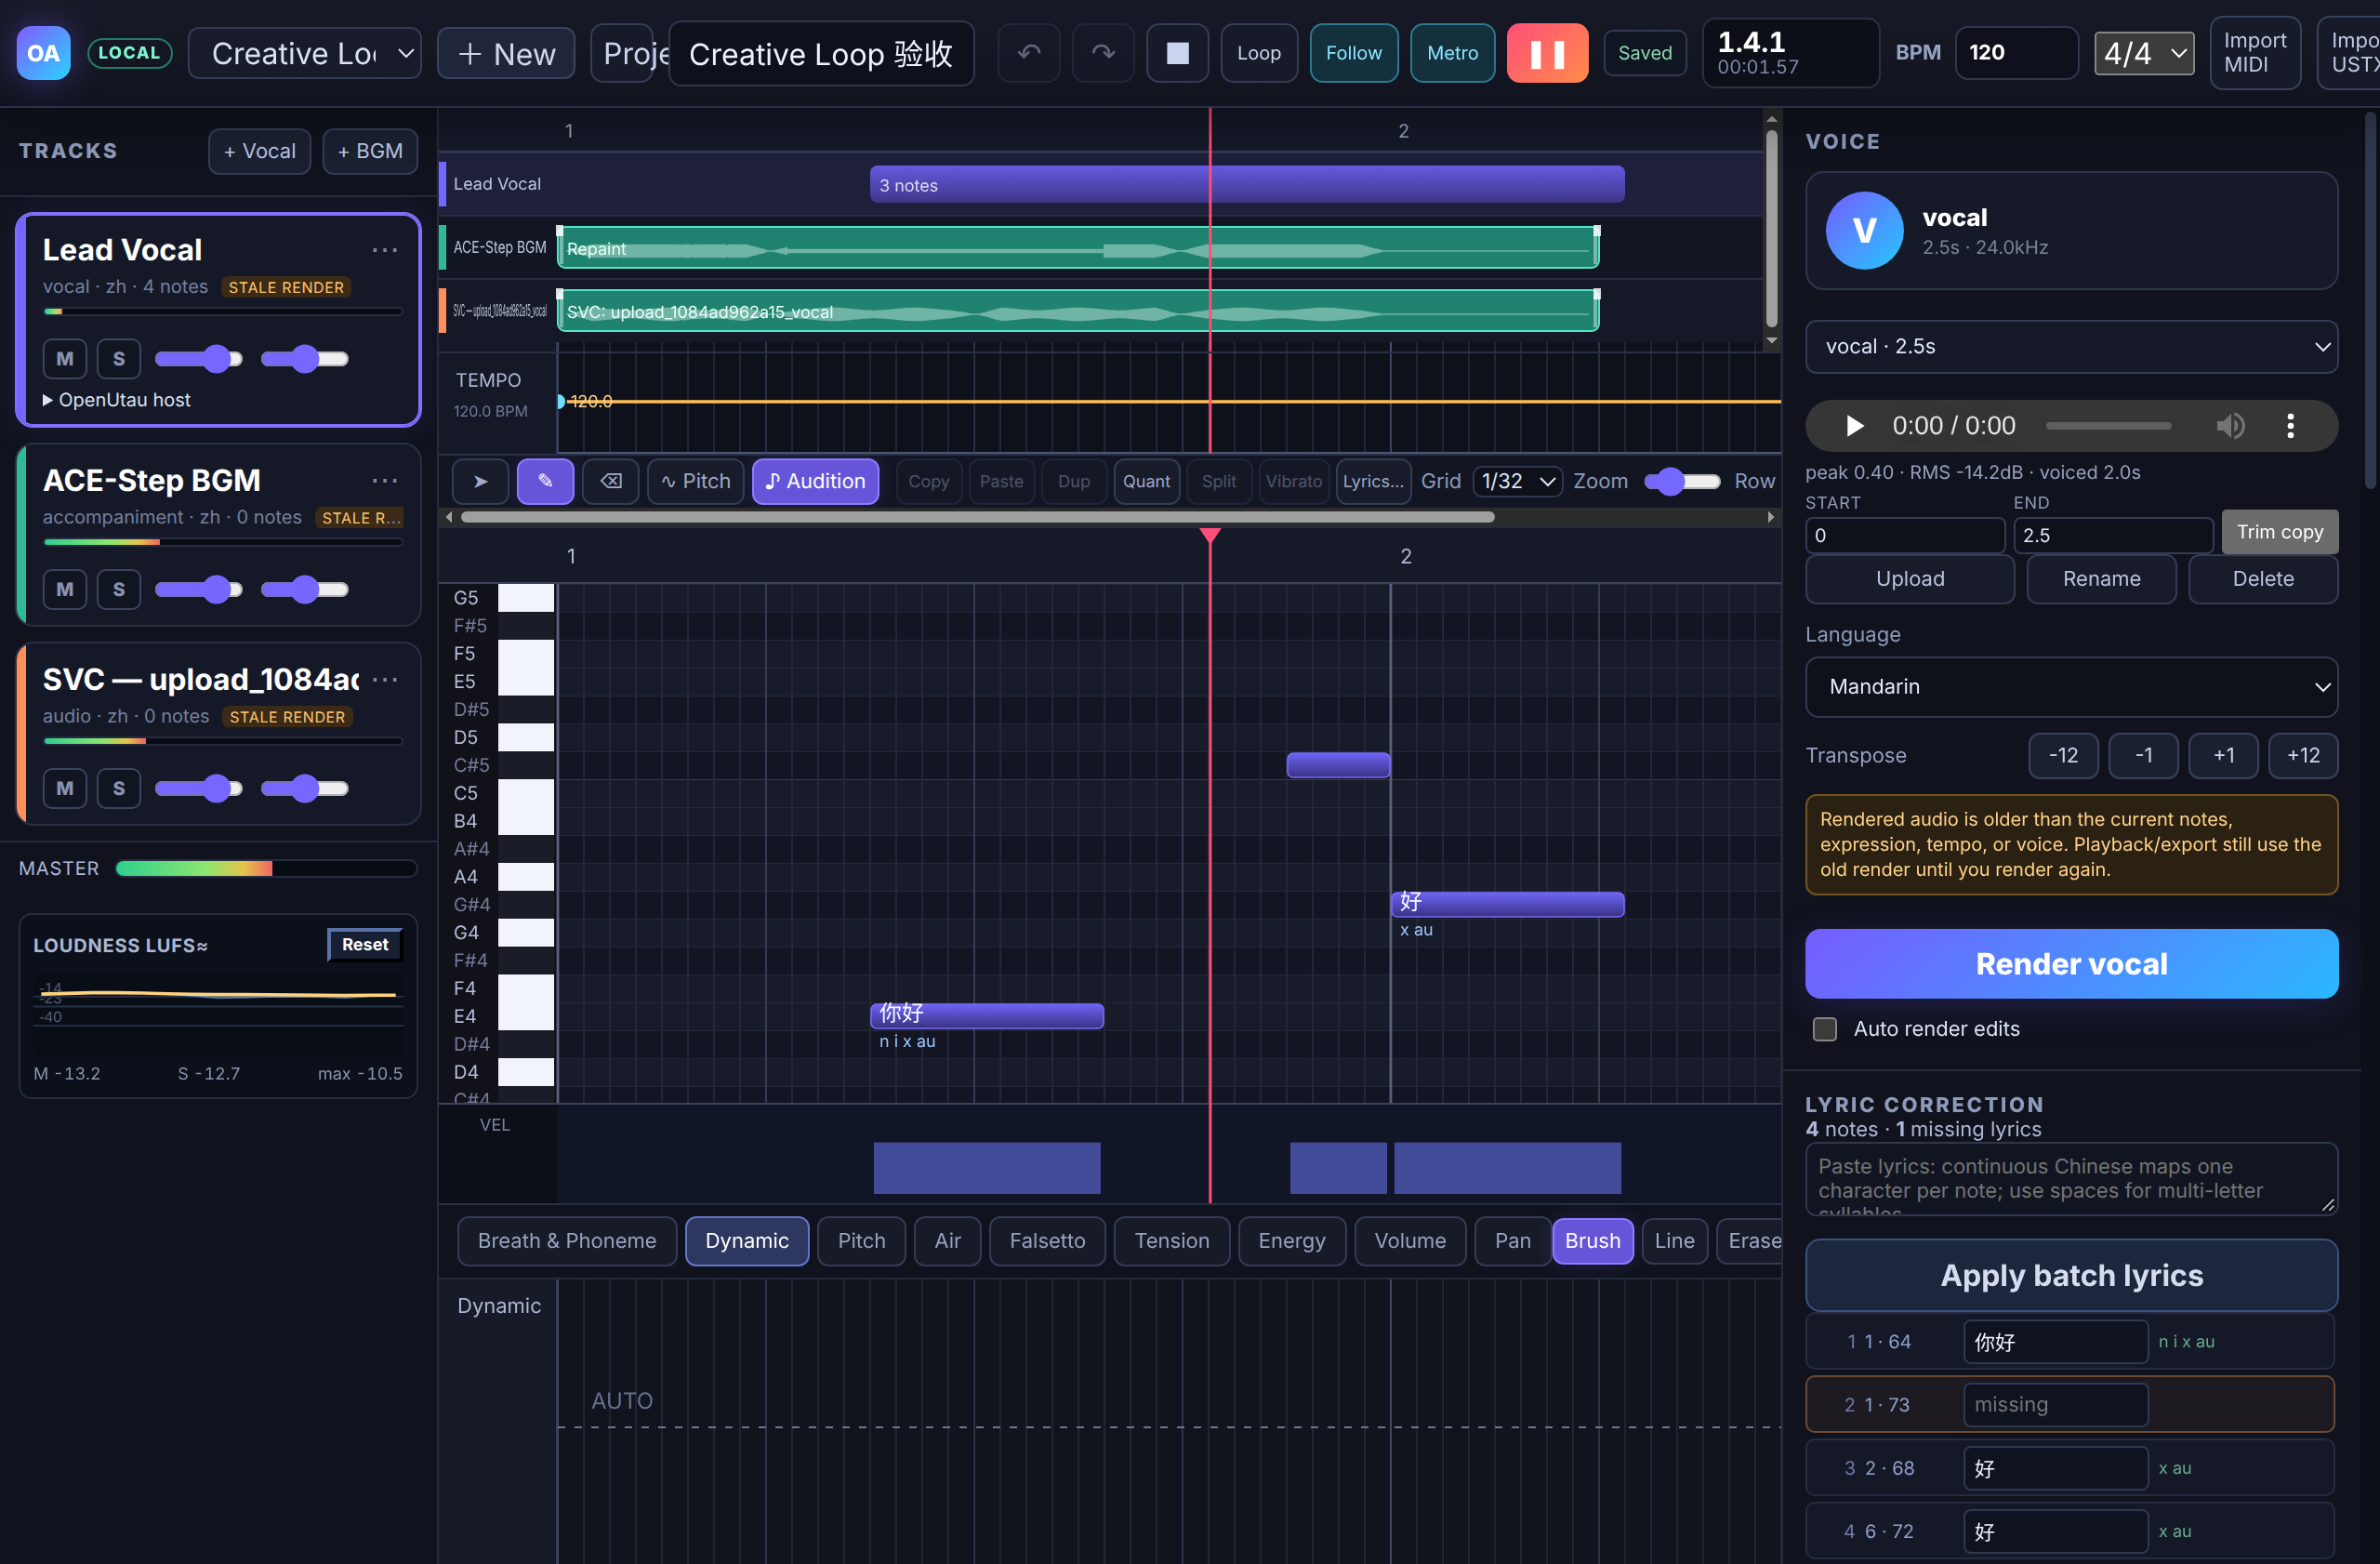 OA
LOCAL
Creative Loc
+ New
Proje
Creative Loop 验收
Loop
Follow
Metro
Saved
1.4.1
00:01.57
BPM
120
4/4
Import
MIDI
Impo
USTX
TRACKS
+ Vocal
+ BGM
Lead Vocal
vocal · zh · 4 notes
STALE RENDER
M
S
OpenUtau host
ACE-Step BGM
accompaniment · zh · 0 notes
STALE R...
M
S
SVC — upload_1084ad
audio · zh · 0 notes
STALE RENDER
M
S
MASTER
LOUDNESS LUFS≈
Reset
-14
-23
-40
M -13.2
S -12.7
max -10.5
1
2
Lead Vocal
3 notes
ACE-Step BGM
Repaint
SVC — upload_1084ad962a15_vocal
SVC: upload_1084ad962a15_vocal
TEMPO
120.0 BPM
120.0
Pitch
Audition
Copy
Paste
Dup
Quant
Split
Vibrato
Lyrics...
Grid
1/32
Zoom
Row
1
2
G5
F#5
F5
E5
D#5
D5
C#5
C5
B4
A#4
A4
G#4
好
G4
x au
F#4
F4
E4
你好
D#4
n i x au
D4
C#4
VEL
Breath & Phoneme
Dynamic
Pitch
Air
Falsetto
Tension
Energy
Volume
Pan
Brush
Line
Erase
Dynamic
AUTO
VOICE
V
vocal
2.5s · 24.0kHz
vocal · 2.5s
0:00 / 0:00
peak 0.40 · RMS -14.2dB · voiced 2.0s
START
END
0
2.5
Trim copy
Upload
Rename
Delete
Language
Mandarin
Transpose
-12
-1
+1
+12
Rendered audio is older than the current notes,
expression, tempo, or voice. Playback/export still use the
old render until you render again.
Render vocal
Auto render edits
LYRIC CORRECTION
4 notes · 1 missing lyrics
Paste lyrics: continuous Chinese maps one
character per note; use spaces for multi-letter
syllables
Apply batch lyrics
1 1 · 64 你好 n i x au
2 1 · 73 missing
3 2 · 68 好 x au
4 6 · 72 好 x au